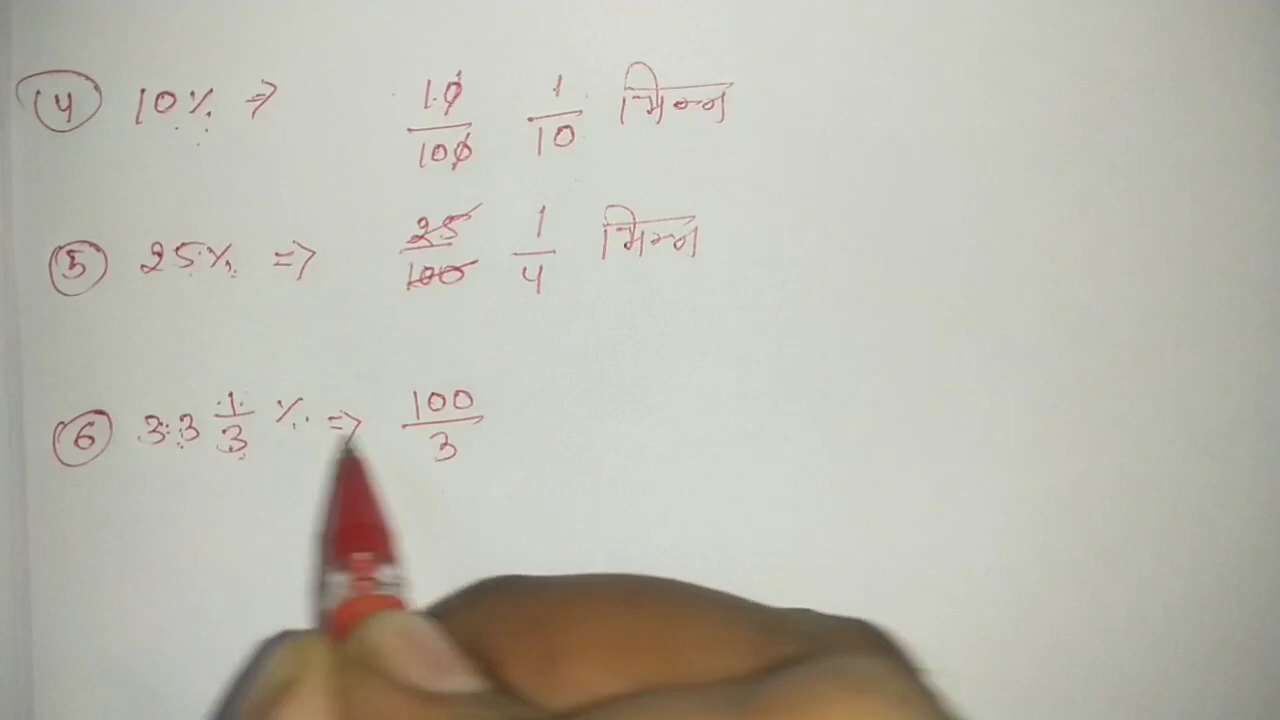 (4) 10% => 10/100 1/10 भिन्न
(5) 25% => 25/100 1/4 भिन्न
(6) 33 1/3 % => 100/3